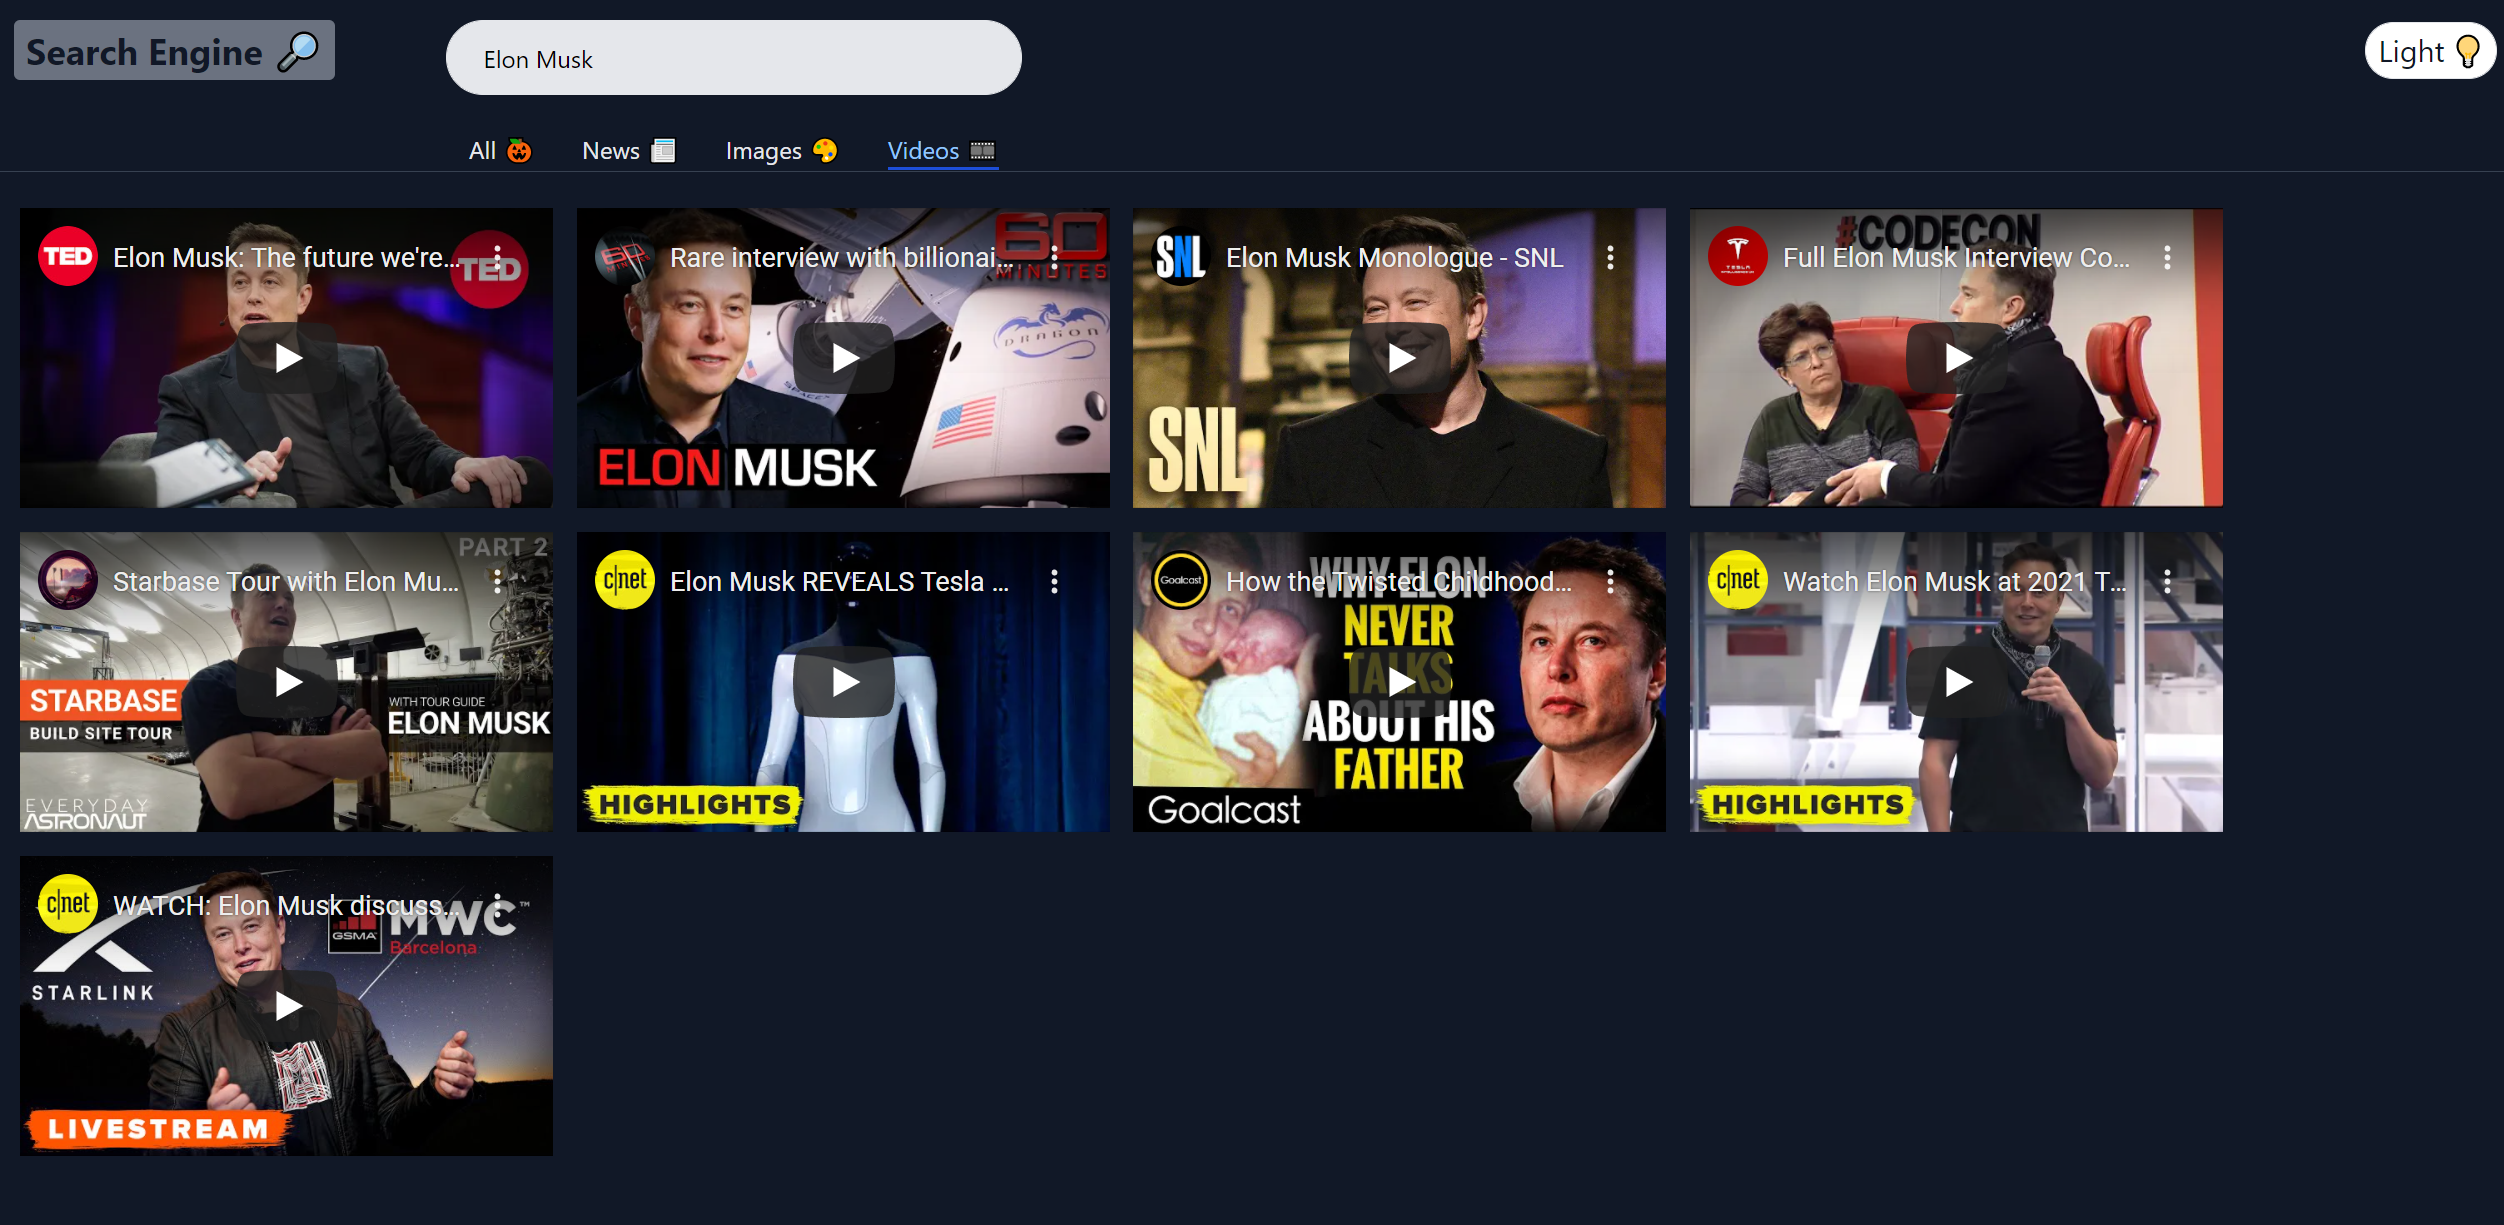 Search Engine
Elon Musk
Light
All
News
Images
Videos
TED
Elon Musk: The future we're...
TED
Rare interview with billionai...
60
MINUTES
DRAGON
SPACEX
ELON MUSK
SNL
Elon Musk Monologue - SNL
SNL
#CODECON
TESLA
Full Elon Musk Interview Co...
PART 2
Starbase Tour with Elon Mu...
STARBASE
BUILD SITE TOUR
WITH TOUR GUIDE
ELON MUSK
EVERYDAY
ASTRONAUT
c|net
Elon Musk REVEALS Tesla ...
HIGHLIGHTS
Goalcast
How the Twisted Childhood...
WHY ELON
NEVER
TALKS
ABOUT HIS
FATHER
Goalcast
c|net
Watch Elon Musk at 2021 T...
HIGHLIGHTS
c|net
WATCH: Elon Musk discuss...
GSMA
MWC™
Barcelona
STARLINK
LIVESTREAM